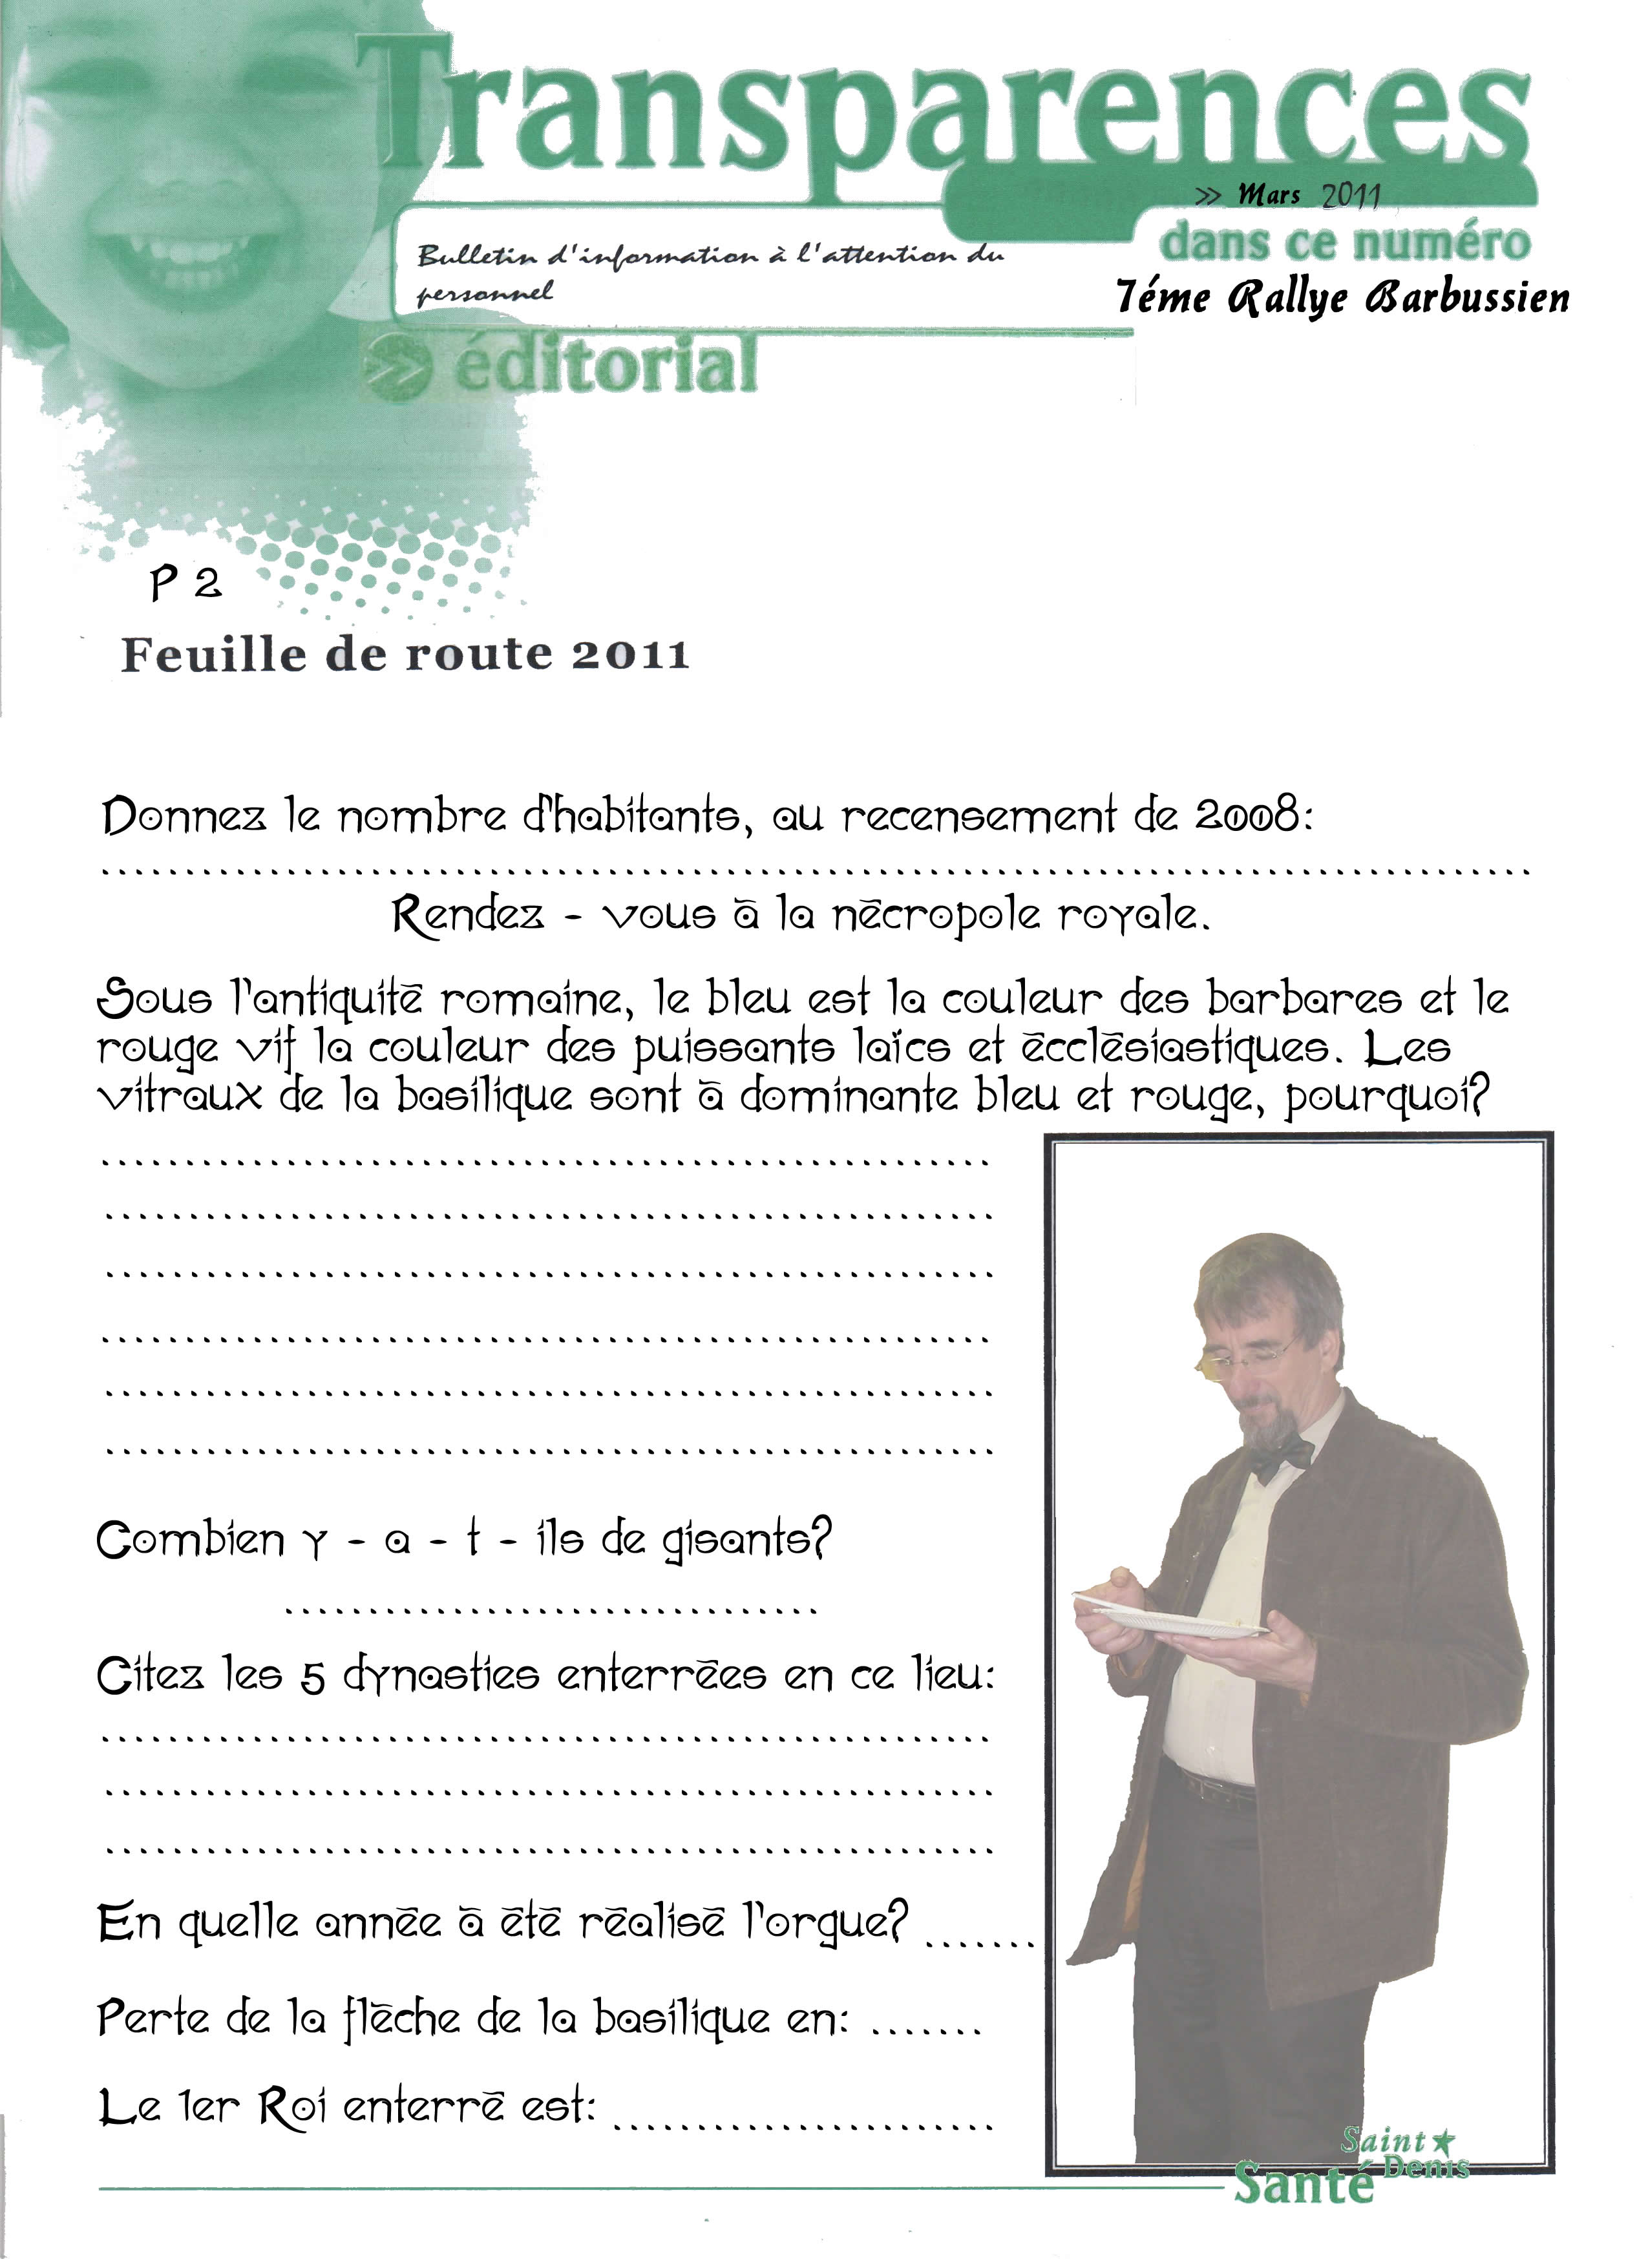 Transparences
>> Mars 2011
dans ce numéro
7éme Rallye Barbussien
Bulletin d'information à l'attention du
personnel
>> éditorial
P 2
Feuille de route 2011
Donnez le nombre d'habitants, au recensement de 2008:
Rendez - vous à la nécropole royale.
Sous l'antiquité romaine, le bleu est la couleur des barbares et le
rouge vif la couleur des puissants laïcs et écclésiastiques. Les
vitraux de la basilique sont à dominante bleu et rouge, pourquoi?
Combien y - a - t - ils de gisants?
Citez les 5 dynasties enterrées en ce lieu:
En quelle année à été réalisé l'orgue? .......
Perte de la flèche de la basilique en: .......
Le 1er Roi enterré est: .......................
Saint
Denis
Santé